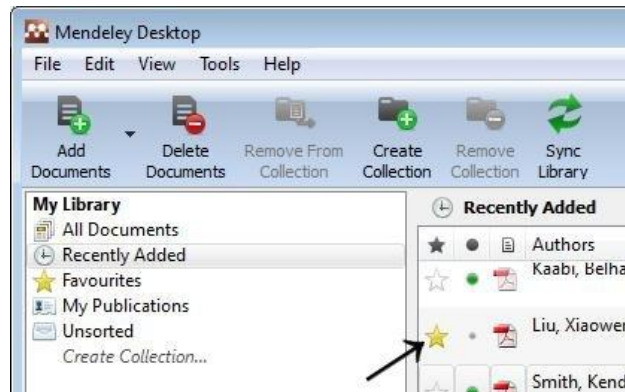 Mendeley Desktop
File Edit View Tools Help
Add Documents
Delete Documents
Remove From Collection
Create Collection
Remove Collection
Sync Library
My Library
All Documents
Recently Added
Favourites
My Publications
Unsorted
Create Collection...
Recently Added
Authors
Kaabi, Belha
Liu, Xiaower
Smith, Kend